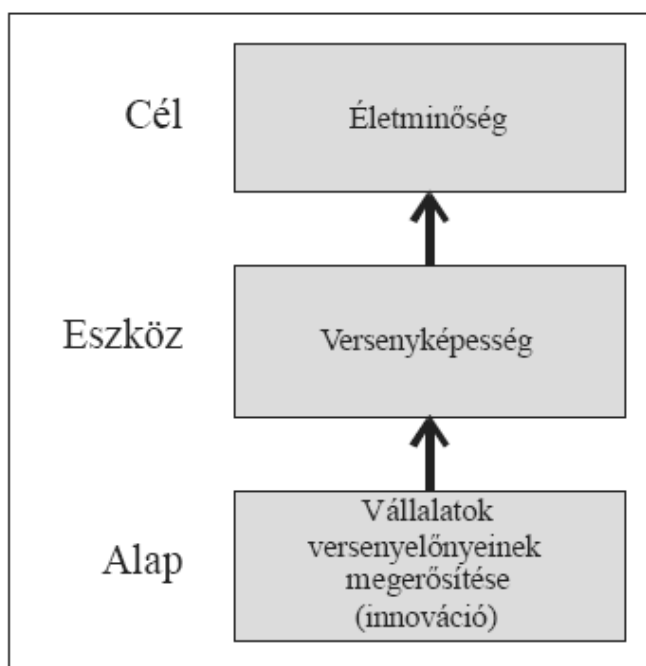 Cél
Életminőség
Eszköz
Versenyképesség
Alap
Vállalatok
versenyelőnyeinek
megerősítése
(innováció)